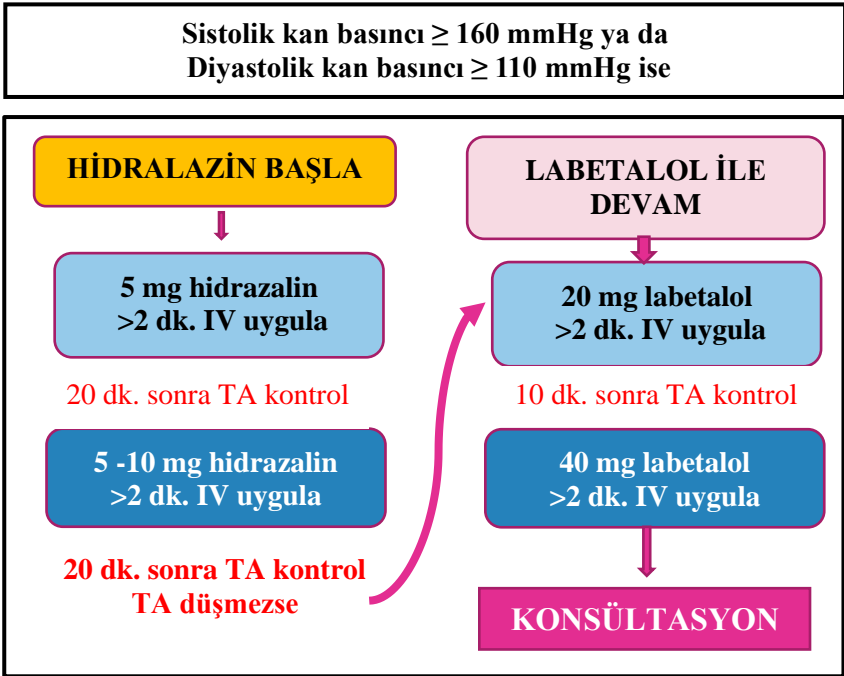 Sistolik kan basıncı ≥ 160 mmHg ya da
Diyastolik kan basıncı ≥ 110 mmHg ise
HİDRALAZİN BAŞLA
5 mg hidrazalin
>2 dk. IV uygula
20 dk. sonra TA kontrol
5 -10 mg hidrazalin
>2 dk. IV uygula
20 dk. sonra TA kontrol
TA düşmezse
LABETALOL İLE
DEVAM
20 mg labetalol
>2 dk. IV uygula
10 dk. sonra TA kontrol
40 mg labetalol
>2 dk. IV uygula
KONSÜLTASYON